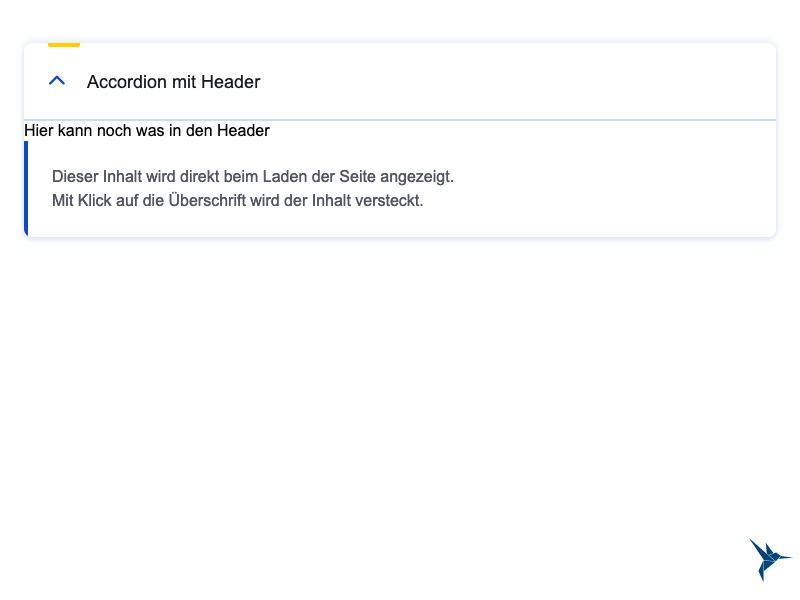 Accordion mit Header
Hier kann noch was in den Header
Dieser Inhalt wird direkt beim Laden der Seite angezeigt.
Mit Klick auf die Überschrift wird der Inhalt versteckt.